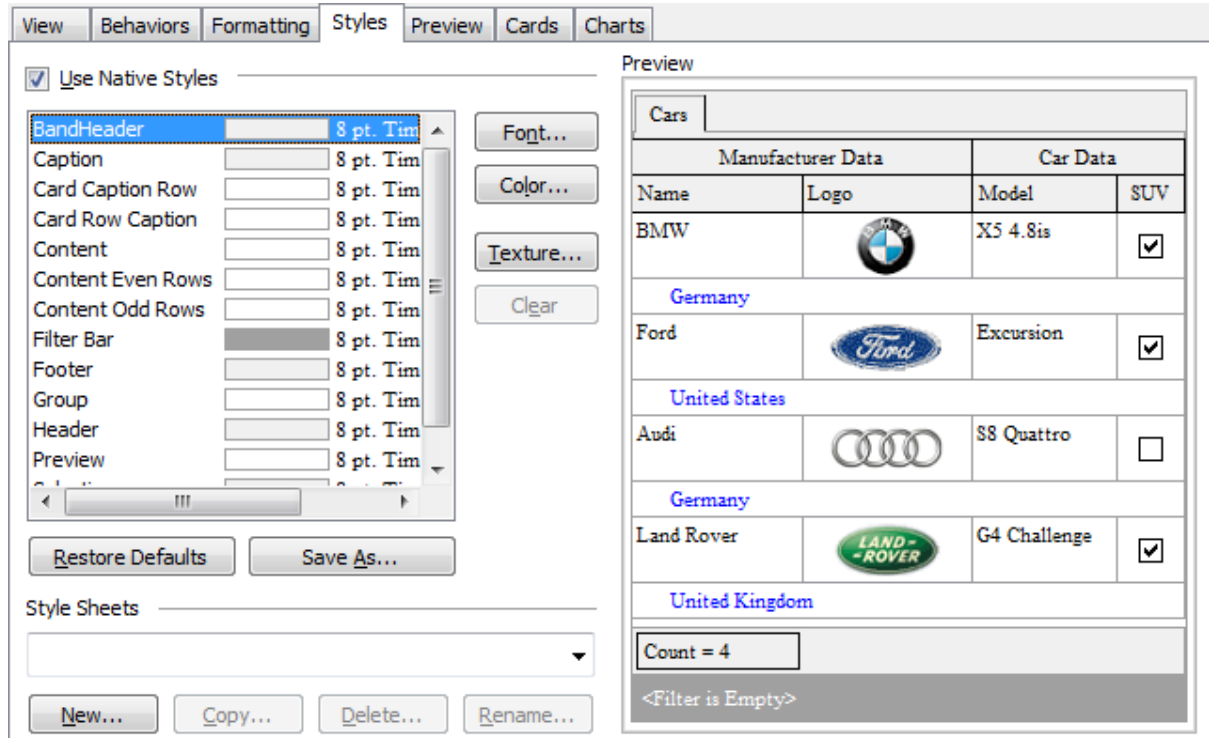 View Behaviors Formatting Styles Preview Cards Charts
Use Native Styles
BandHeader 8 pt. Tim
Caption 8 pt. Tim
Card Caption Row 8 pt. Tim
Card Row Caption 8 pt. Tim
Content 8 pt. Tim
Content Even Rows 8 pt. Tim
Content Odd Rows 8 pt. Tim
Filter Bar 8 pt. Tim
Footer 8 pt. Tim
Group 8 pt. Tim
Header 8 pt. Tim
Preview 8 pt. Tim
Font...
Color...
Texture...
Clear
Restore Defaults Save As...
Style Sheets
New... Copy... Delete... Rename...
Preview
Cars
Manufacturer Data Car Data
Name Logo Model SUV
BMW BMW X5 4.8is
Germany
Ford Ford Excursion
United States
Audi S8 Quattro
Germany
Land Rover LAND- G4 Challenge
-ROVER
United Kingdom
Count = 4
<Filter is Empty>